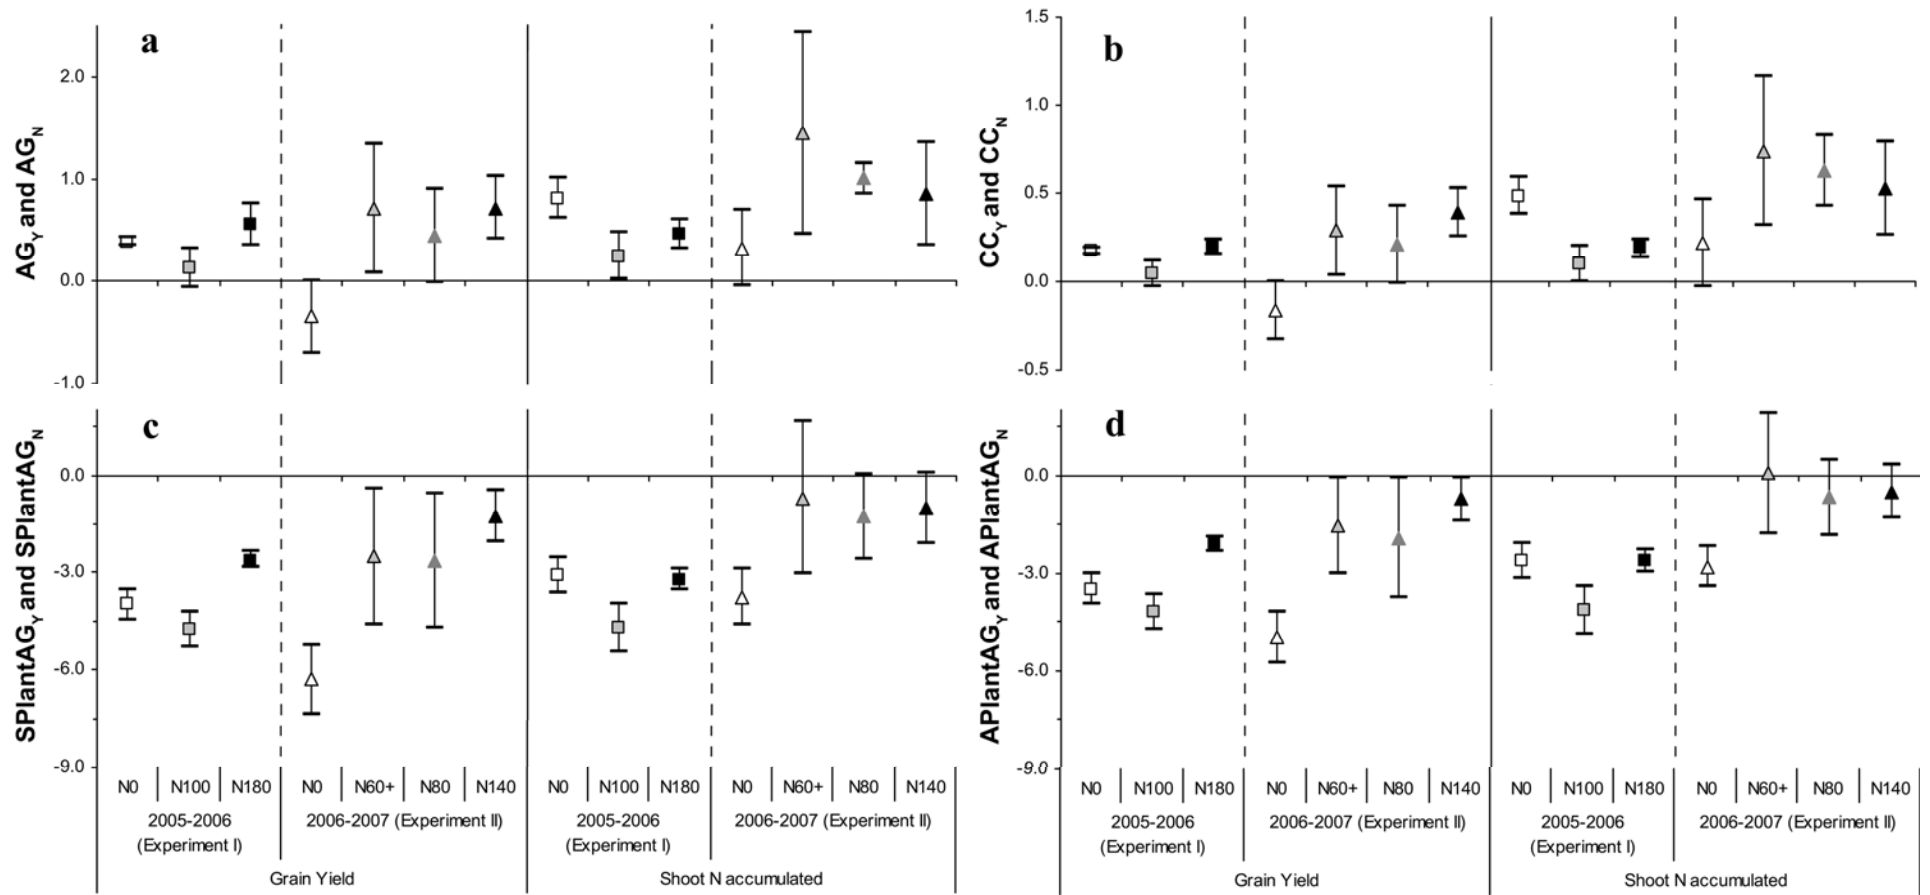 a
2.0
1.0
0.0
-1.0
AGY and AGN
b
1.5
1.0
0.5
0.0
-0.5
CCY and CCN
c
0.0
-3.0
-6.0
-9.0
SPlantAGY and SPlantAGN
N0 N100 N180 N0 N60+ N80 N140 N0 N100 N180 N0 N60+ N80 N140
2005-2006 2006-2007 (Experiment II) 2005-2006 2006-2007 (Experiment II)
(Experiment I) (Experiment I)
Grain Yield Shoot N accumulated
d
0.0
-3.0
-6.0
-9.0
APlantAGY and APlantAGN
N0 N100 N180 N0 N60+ N80 N140 N0 N100 N180 N0 N60+ N80 N140
2005-2006 2006-2007 (Experiment II) 2005-2006 2006-2007 (Experiment II)
(Experiment I) (Experiment I)
Grain Yield Shoot N accumulated